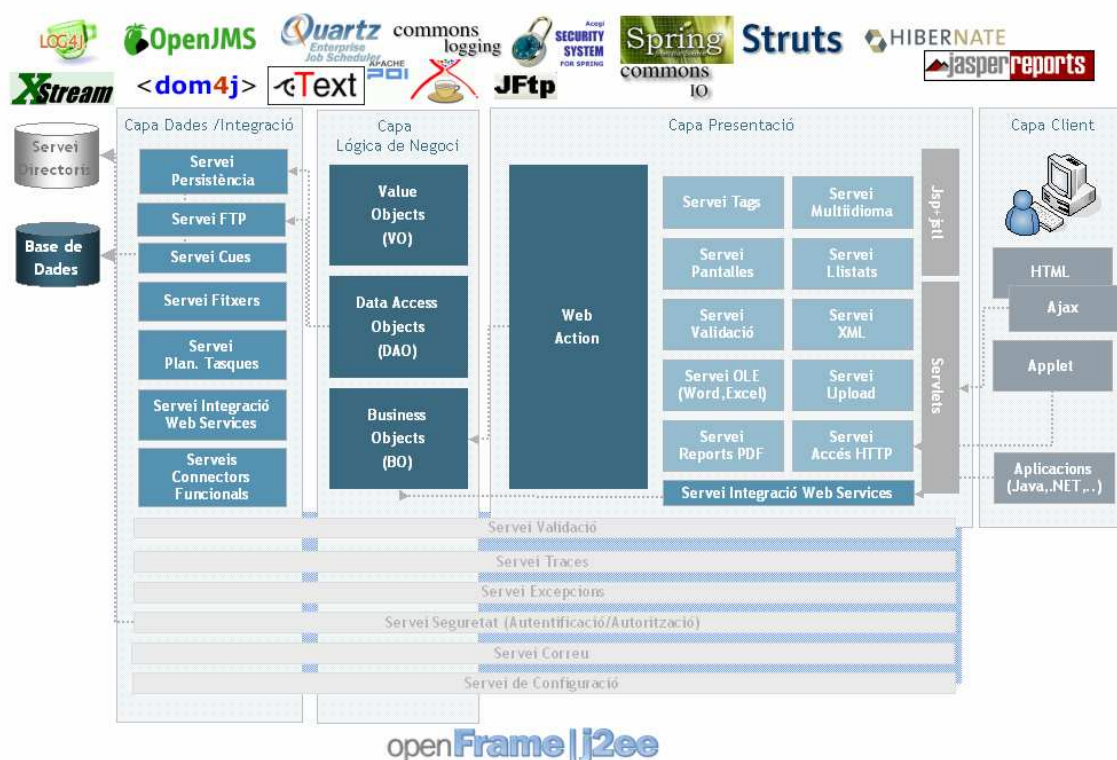 LOG4J
OpenJMS
Quartz
Enterprise
Job Scheduler
commons
logging
Acegi
SECURITY
SYSTEM
FOR SPRING
Spring
Struts
HIBERNATE
XStream
<dom4j>
iText
APACHE
POI
JFtp
commons
IO
jasperreports
Servei
Directoris
Base de
Dades
Capa Dades /Integració
Servei
Persistència
Servei FTP
Servei Cues
Servei Fitxers
Servei
Plan. Tasques
Servei Integració
Web Services
Serveis
Connectors
Funcionals
Capa
Lògica de Negoci
Value
Objects
(VO)
Data Access
Objects
(DAO)
Business
Objects
(BO)
Capa Presentació
Web
Action
Servei Tags
Servei
Multiidioma
Servei
Pantalles
Servei
Llistats
Servei
Validació
Servei
XML
Servei OLE
(Word,Excel)
Servei
Upload
Servei
Reports PDF
Servei
Accés HTTP
Servei Integració Web Services
Jsp+jstl
Servlets
Capa Client
HTML
Ajax
Applet
Aplicacions
(Java,.NET,..)
Servei Validació
Servei Traces
Servei Excepcions
Servei Seguretat (Autentificació/Autorització)
Servei Correu
Servei de Configuració
openFrame|j2ee